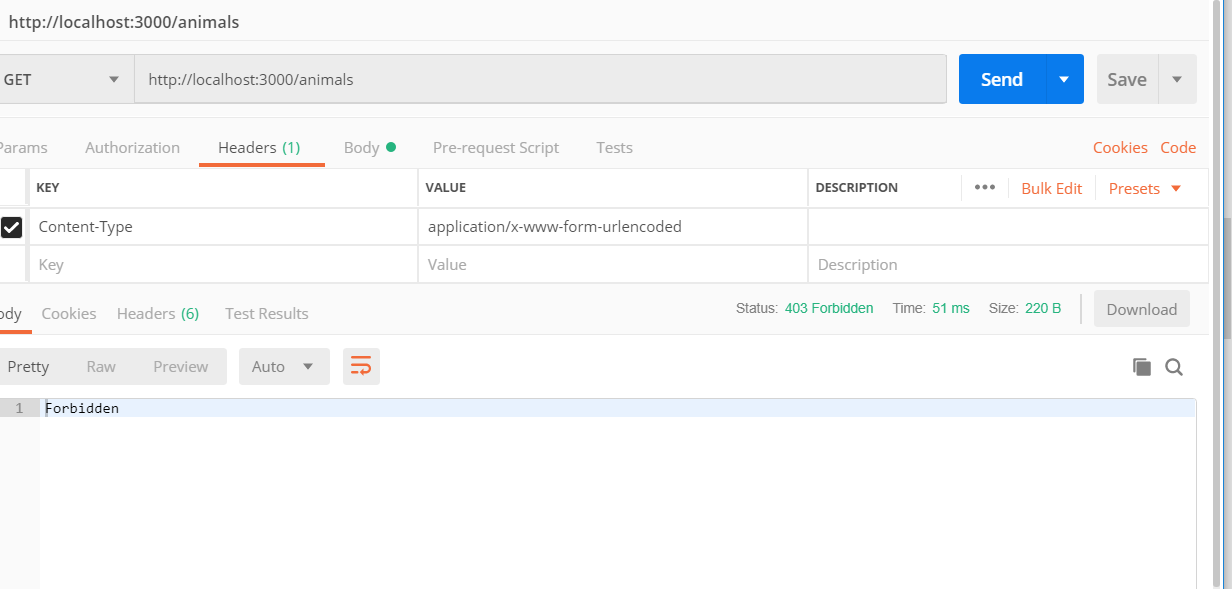 http://localhost:3000/animals
GET http://localhost:3000/animals Send Save
Params Authorization Headers (1) Body Pre-request Script Tests Cookies Code
KEY VALUE DESCRIPTION ••• Bulk Edit Presets
Content-Type application/x-www-form-urlencoded
Key Value Description
ody Cookies Headers (6) Test Results Status: 403 Forbidden Time: 51 ms Size: 220 B Download
Pretty Raw Preview Auto
1 Forbidden